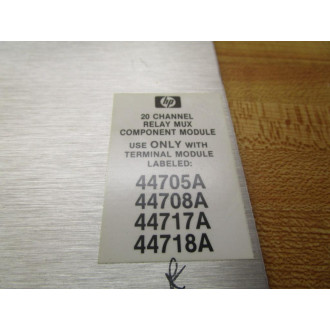 hp
20 CHANNEL
RELAY MUX
COMPONENT MODULE
USE ONLY WITH
TERMINAL MODULE
LABELED:
44705A
44708A
44717A
44718A